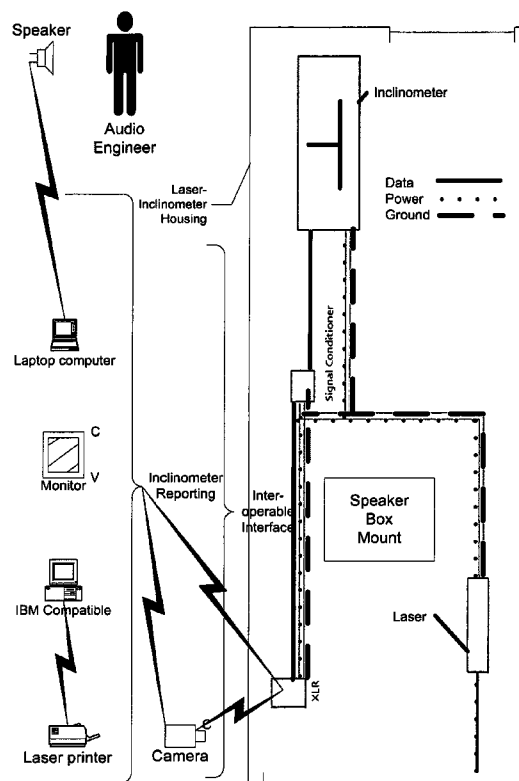 Speaker
Audio
Engineer
Inclinometer
Laser-
Inclinometer
Housing
Data
Power
Ground
Signal Conditioner
Laptop computer
C
V
Monitor
Inclinometer
Reporting
Inter-
operable
Interface
Speaker
Box
Mount
IBM Compatible
Laser
XLR
Laser printer
C
Camera